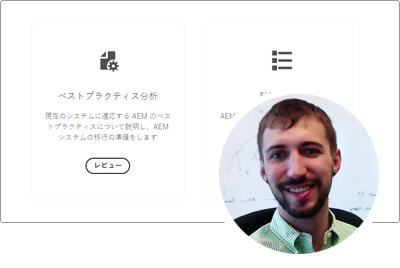 ベストプラクティス分析
現在のシステムに適応する AEM のベス
トプラクティスについて説明し、AEM
システムの移行の準備をします
レビュー
AEM